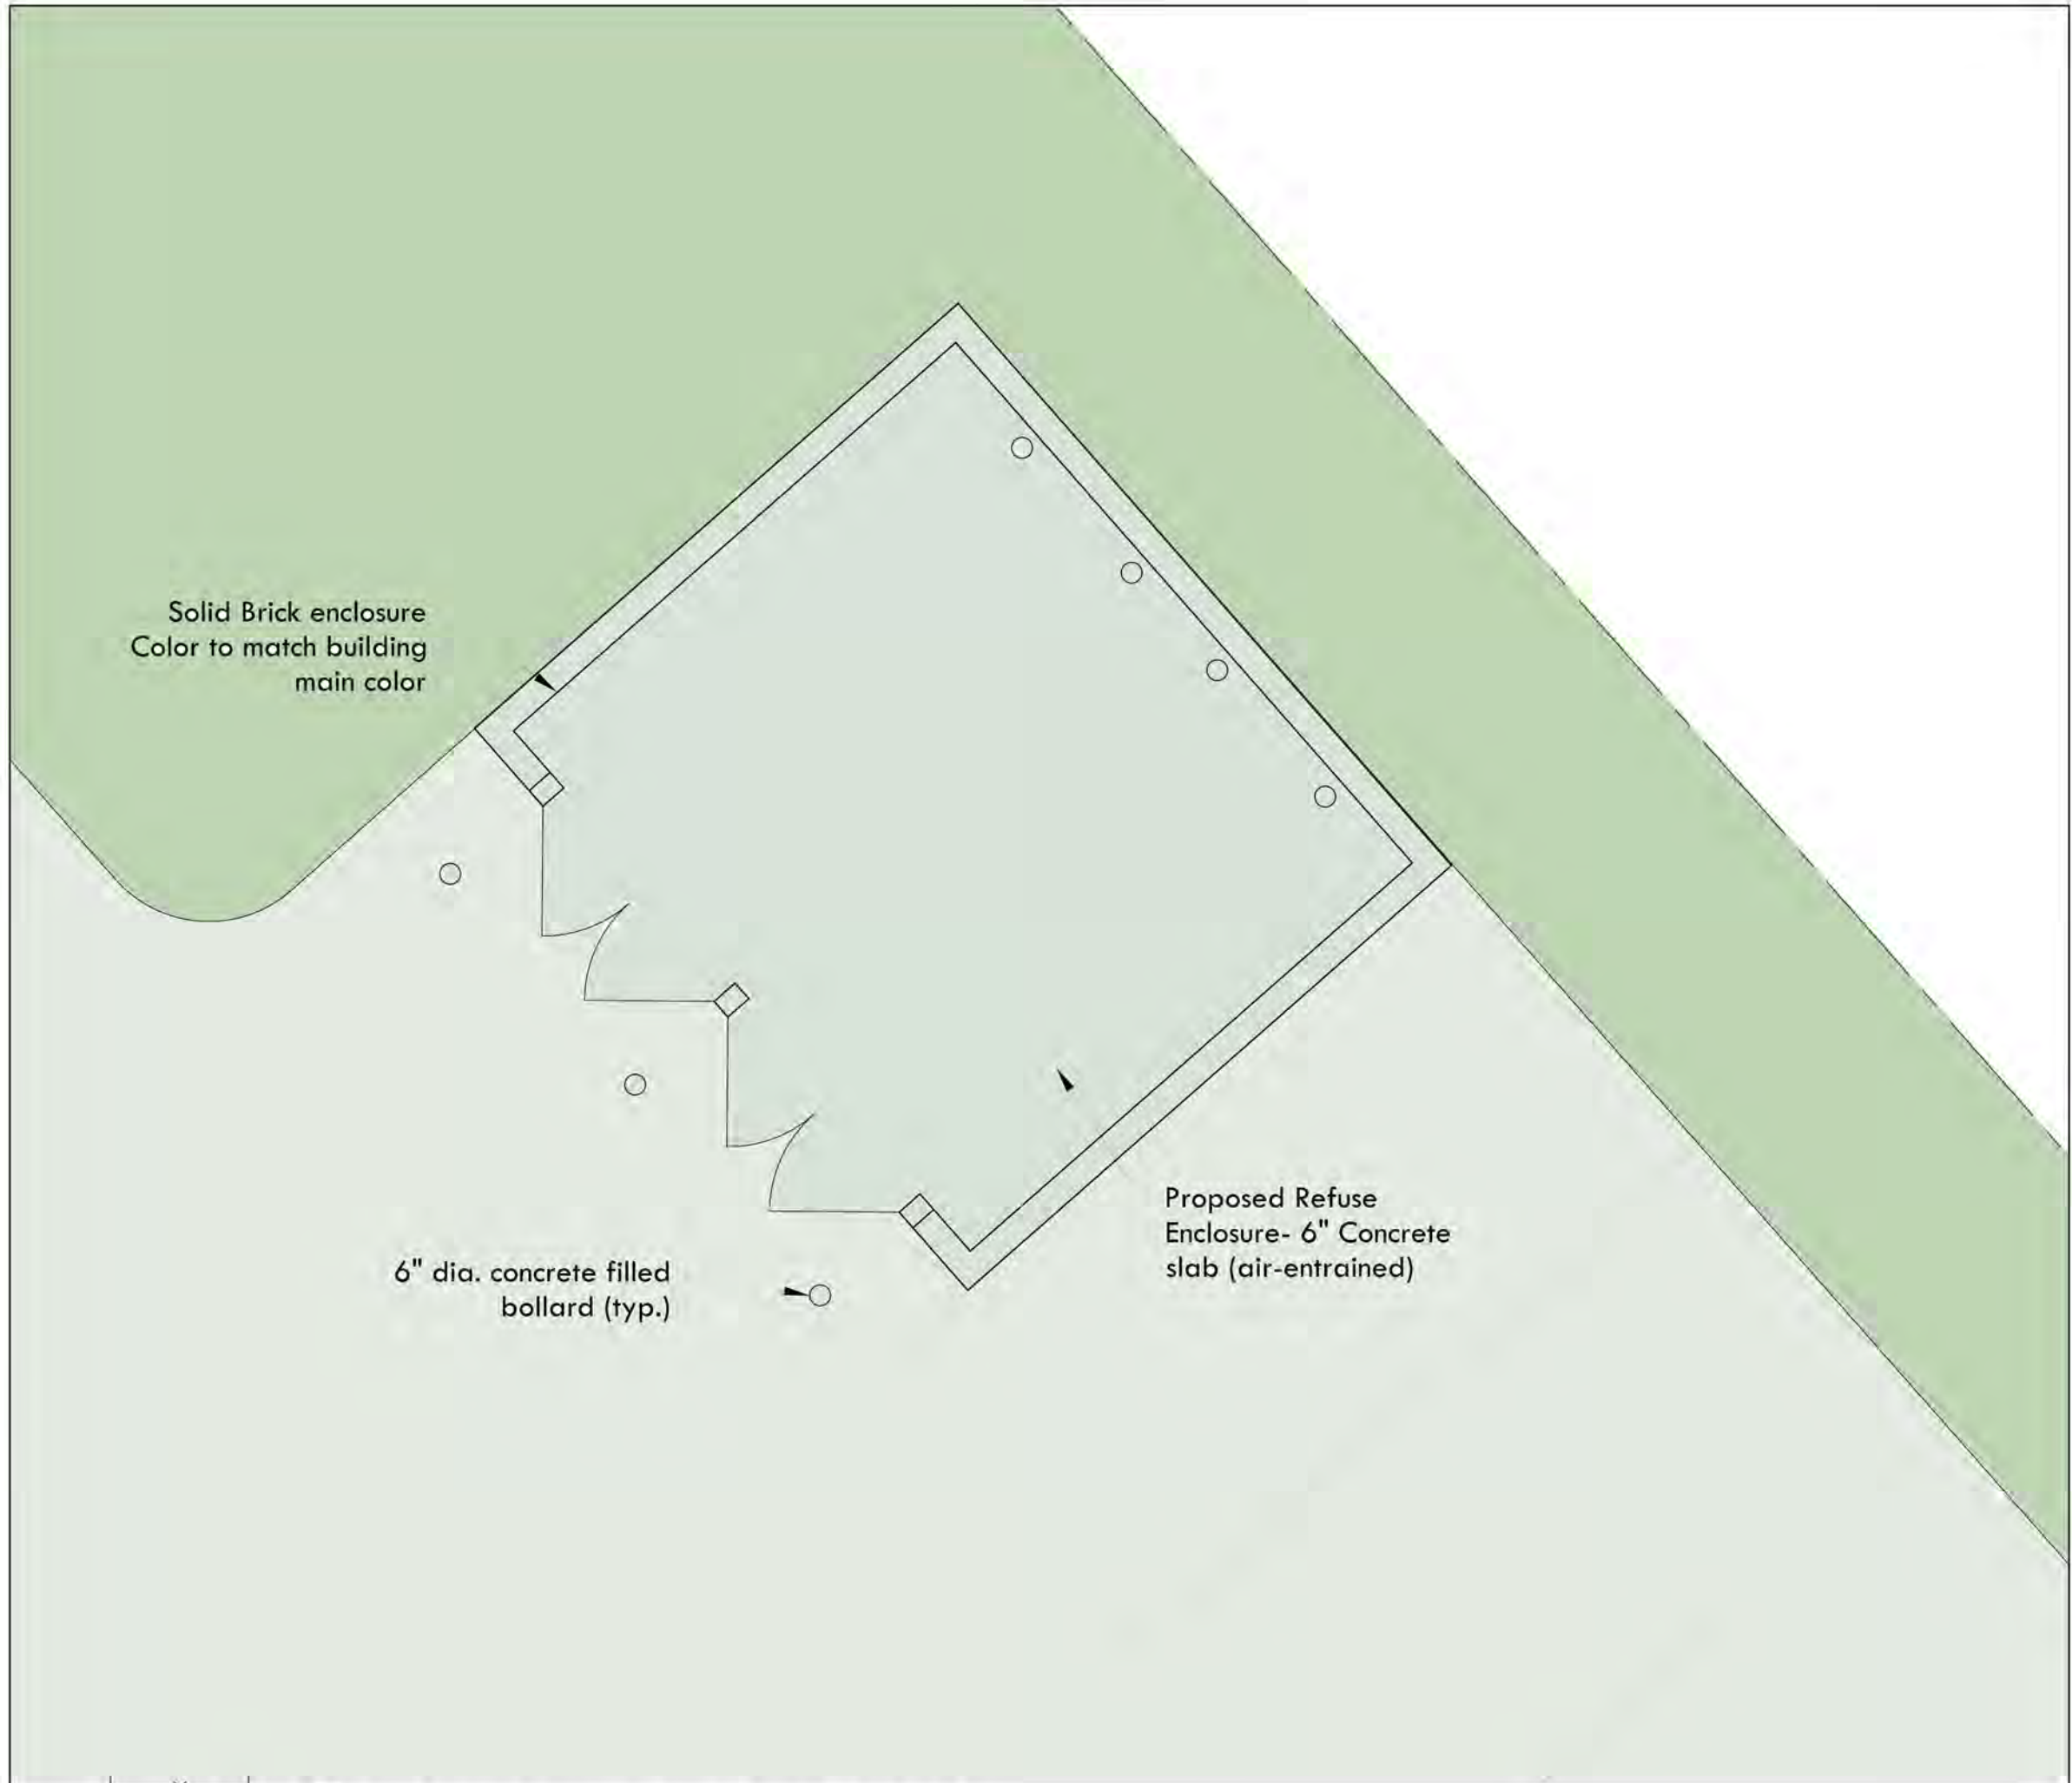 Solid Brick enclosure
Color to match building
main color
Proposed Refuse
Enclosure- 6" Concrete
slab (air-entrained)
6" dia. concrete filled
bollard (typ.)